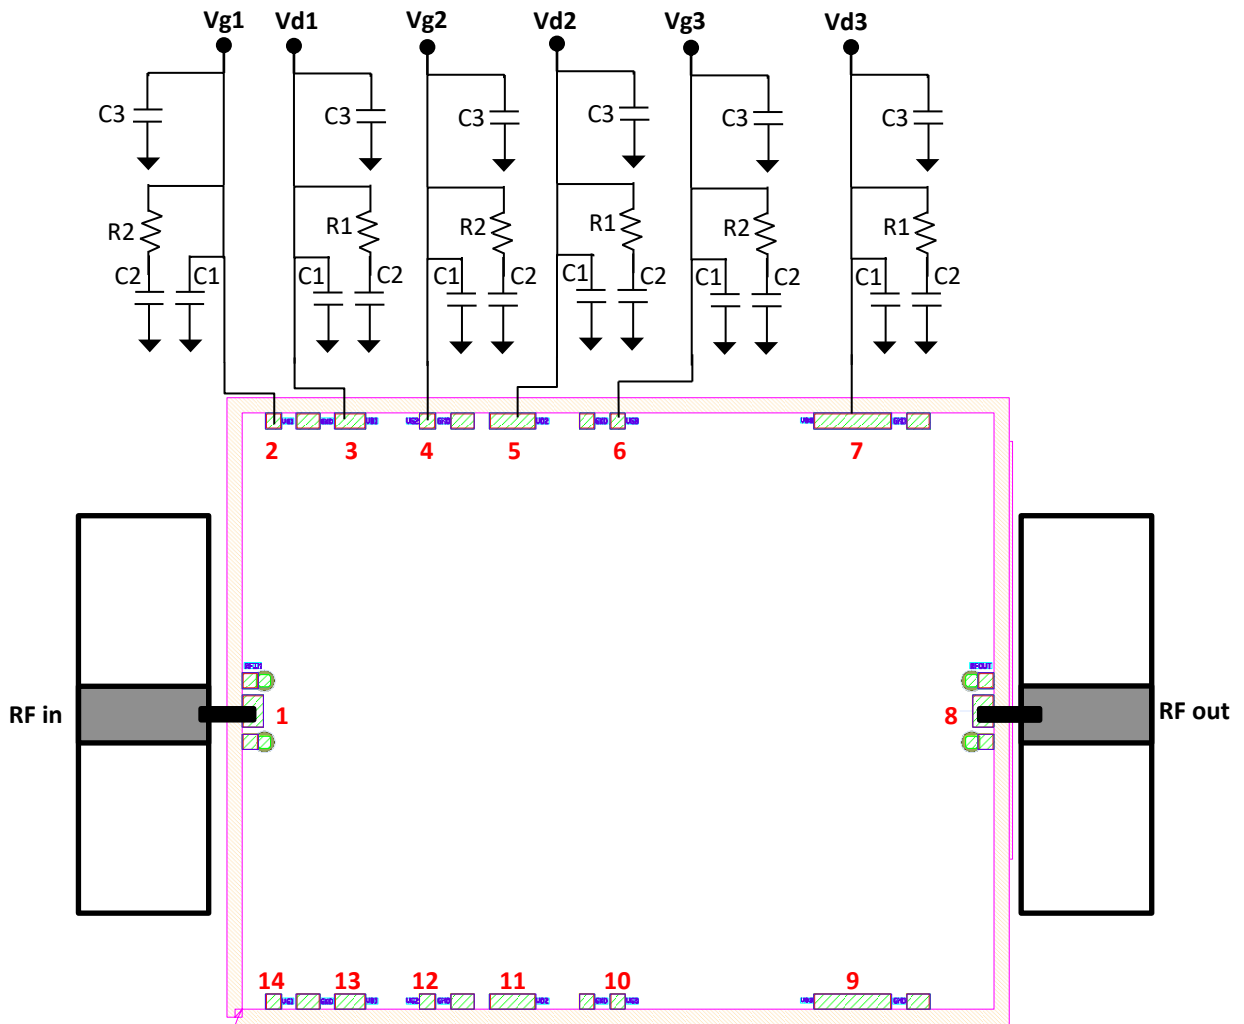 Vg1 Vd1 Vg2 Vd2 Vg3 Vd3
C3 C3 C3 C3 C3 C3
R2 R1 R2 R1 R2 R1
C2 C1 C1 C2 C1 C2 C1 C2 C1 C2 C1 C2
2 3 4 5 6 7
RFIN RFOUT
RF in 1 8 RF out
14 13 12 11 10 9